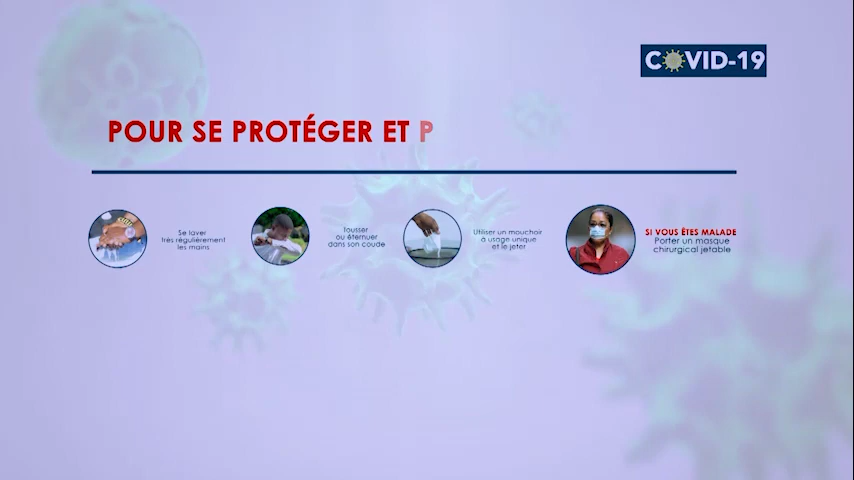 COVID-19
POUR SE PROTÉGER ET P
Se laver
très régulièrement
les mains
Tousser
ou éternuer
dans son coude
Utiliser un mouchoir
à usage unique
et le jeter
SI VOUS ÊTES MALADE
Porter un masque
chirurgical jetable